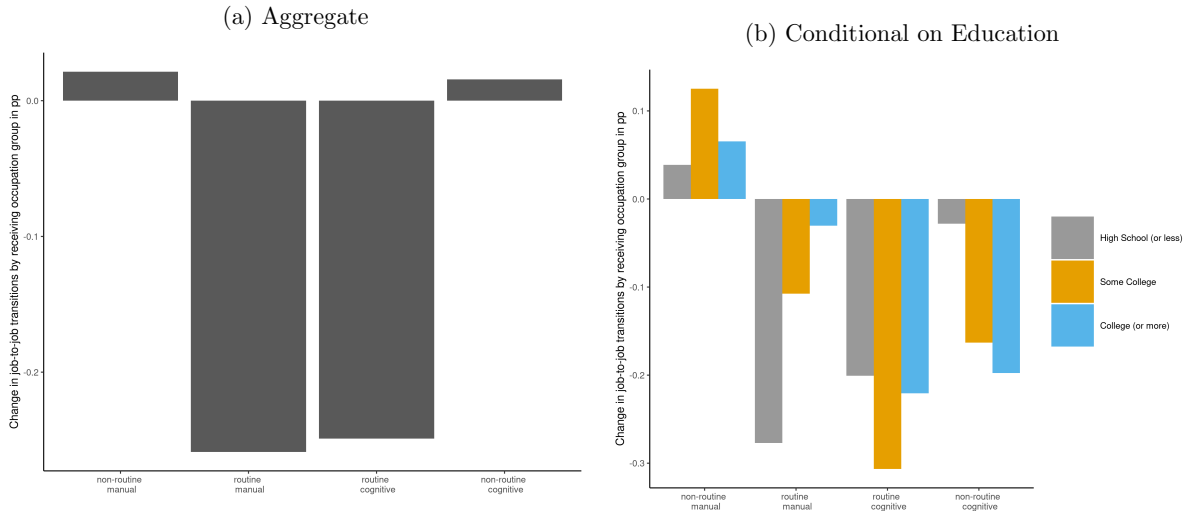 (a) Aggregate
Change in job-to-job transitions by receiving occupation group in pp
0.0
-0.1
-0.2
non-routine
manual
routine
manual
routine
cognitive
non-routine
cognitive
(b) Conditional on Education
Change in job-to-job transitions by receiving occupation group in pp
0.1
0.0
-0.1
-0.2
-0.3
non-routine
manual
routine
manual
routine
cognitive
non-routine
cognitive
High School (or less)
Some College
College (or more)